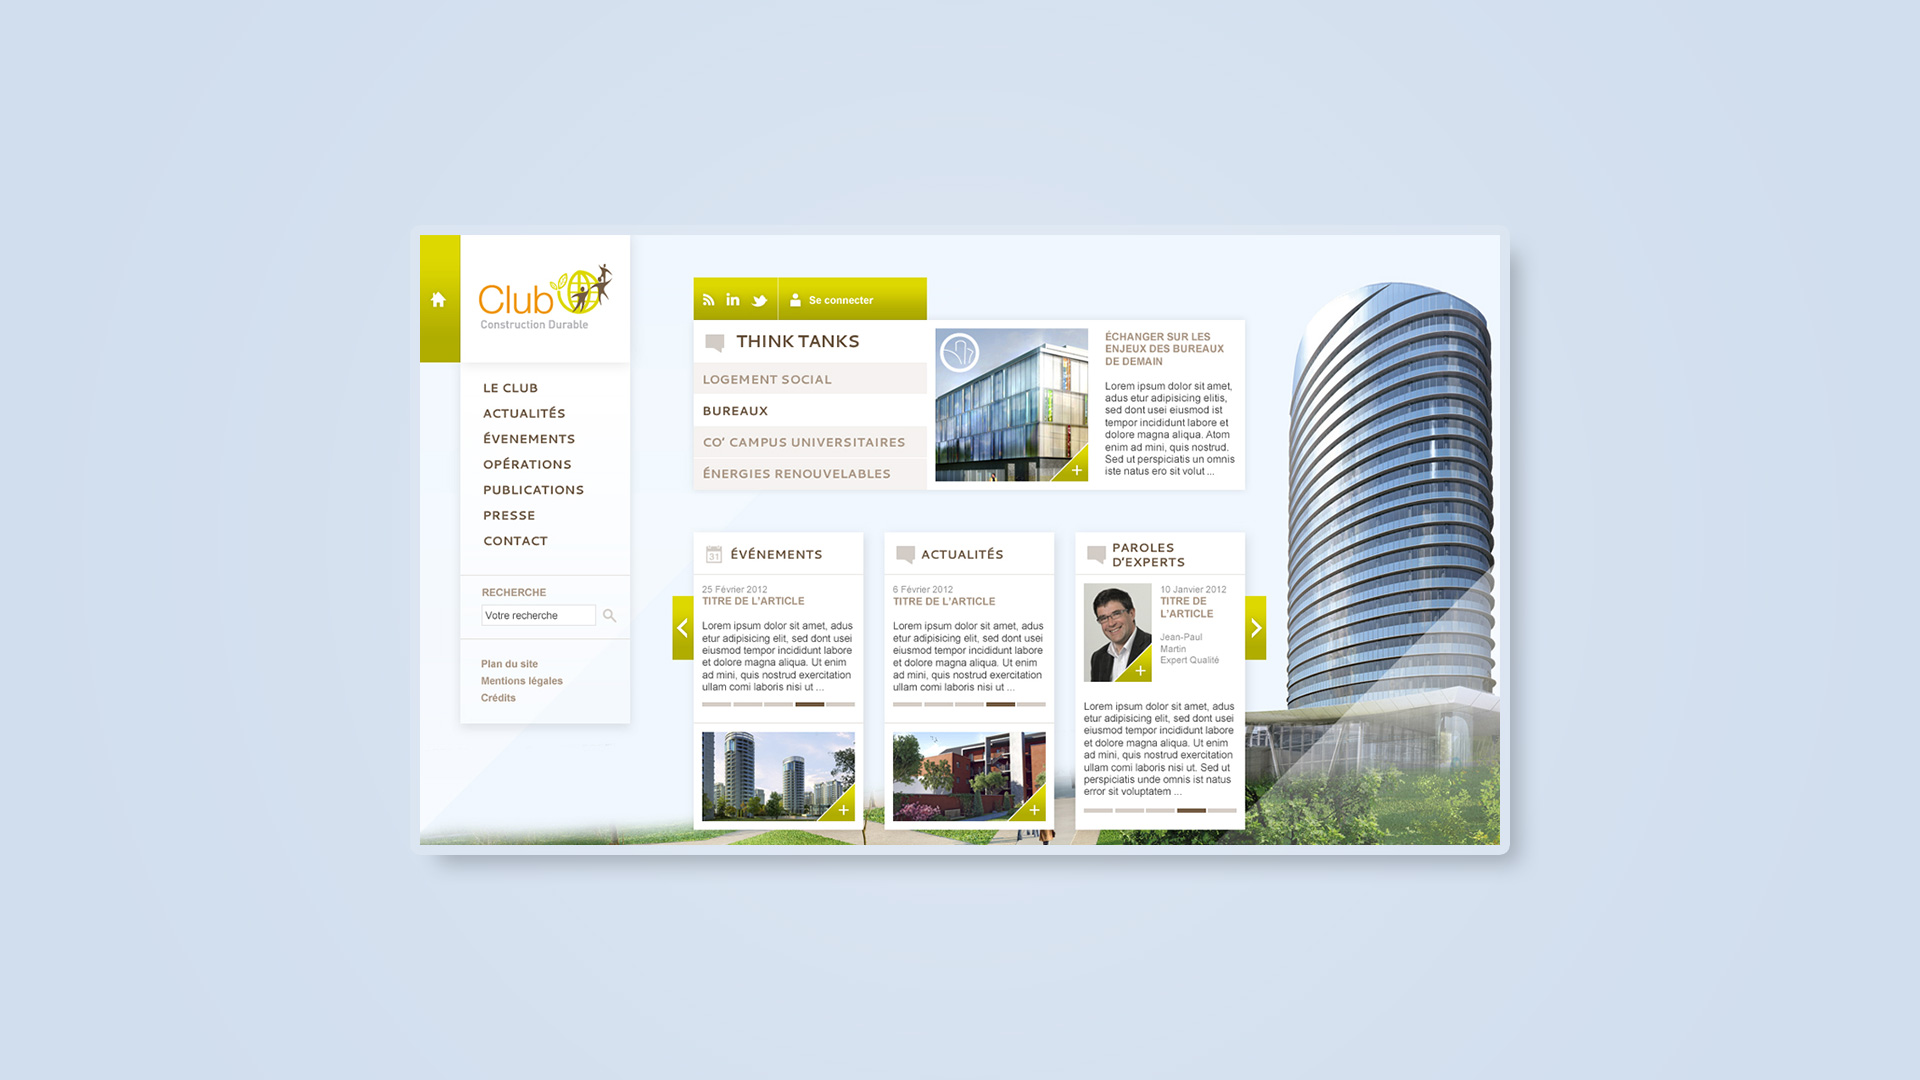 Club
Construction Durable
LE CLUB
ACTUALITÉS
ÉVENEMENTS
OPÉRATIONS
PUBLICATIONS
PRESSE
CONTACT
RECHERCHE
Votre recherche
Plan du site
Mentions légales
Crédits
in
Se connecter
THINK TANKS
LOGEMENT SOCIAL
BUREAUX
CO' CAMPUS UNIVERSITAIRES
ÉNERGIES RENOUVELABLES
ÉCHANGER SUR LES
ENJEUX DES BUREAUX
DE DEMAIN
Lorem ipsum dolor sit amet,
adus etur adipisicing elitis,
sed dont usei eiusmod ist
tempor incididunt labore et
dolore magna aliqua. Atom
enim ad mini, quis nostrud.
Sed ut perspiciatis un omnis
iste natus ero sit volut ...
31
ÉVÉNEMENTS
25 Février 2012
TITRE DE L'ARTICLE
Lorem ipsum dolor sit amet, adus
etur adipisicing elit, sed dont usei
eiusmod tempor incididunt labore
et dolore magna aliqua. Ut enim
ad mini, quis nostrud exercitation
ullam comi laboris nisi ut ...
ACTUALITÉS
6 Février 2012
TITRE DE L'ARTICLE
Lorem ipsum dolor sit amet, adus
etur adipisicing elit, sed dont usei
eiusmod tempor incididunt labore
et dolore magna aliqua. Ut enim
ad mini, quis nostrud exercitation
ullam comi laboris nisi ut ...
PAROLES
D'EXPERTS
10 Janvier 2012
TITRE DE
L'ARTICLE
Jean-Paul
Martin
Expert Qualité
Lorem ipsum dolor sit amet, adus
etur adipisicing elit, sed dont usei
eiusmod tempor incididunt labore
et dolore magna aliqua. Ut enim
ad mini, quis nostrud exercitation
ullam comi laboris nisi ut. Sed ut
perspiciatis unde omnis ist natus
error sit voluptatem ...